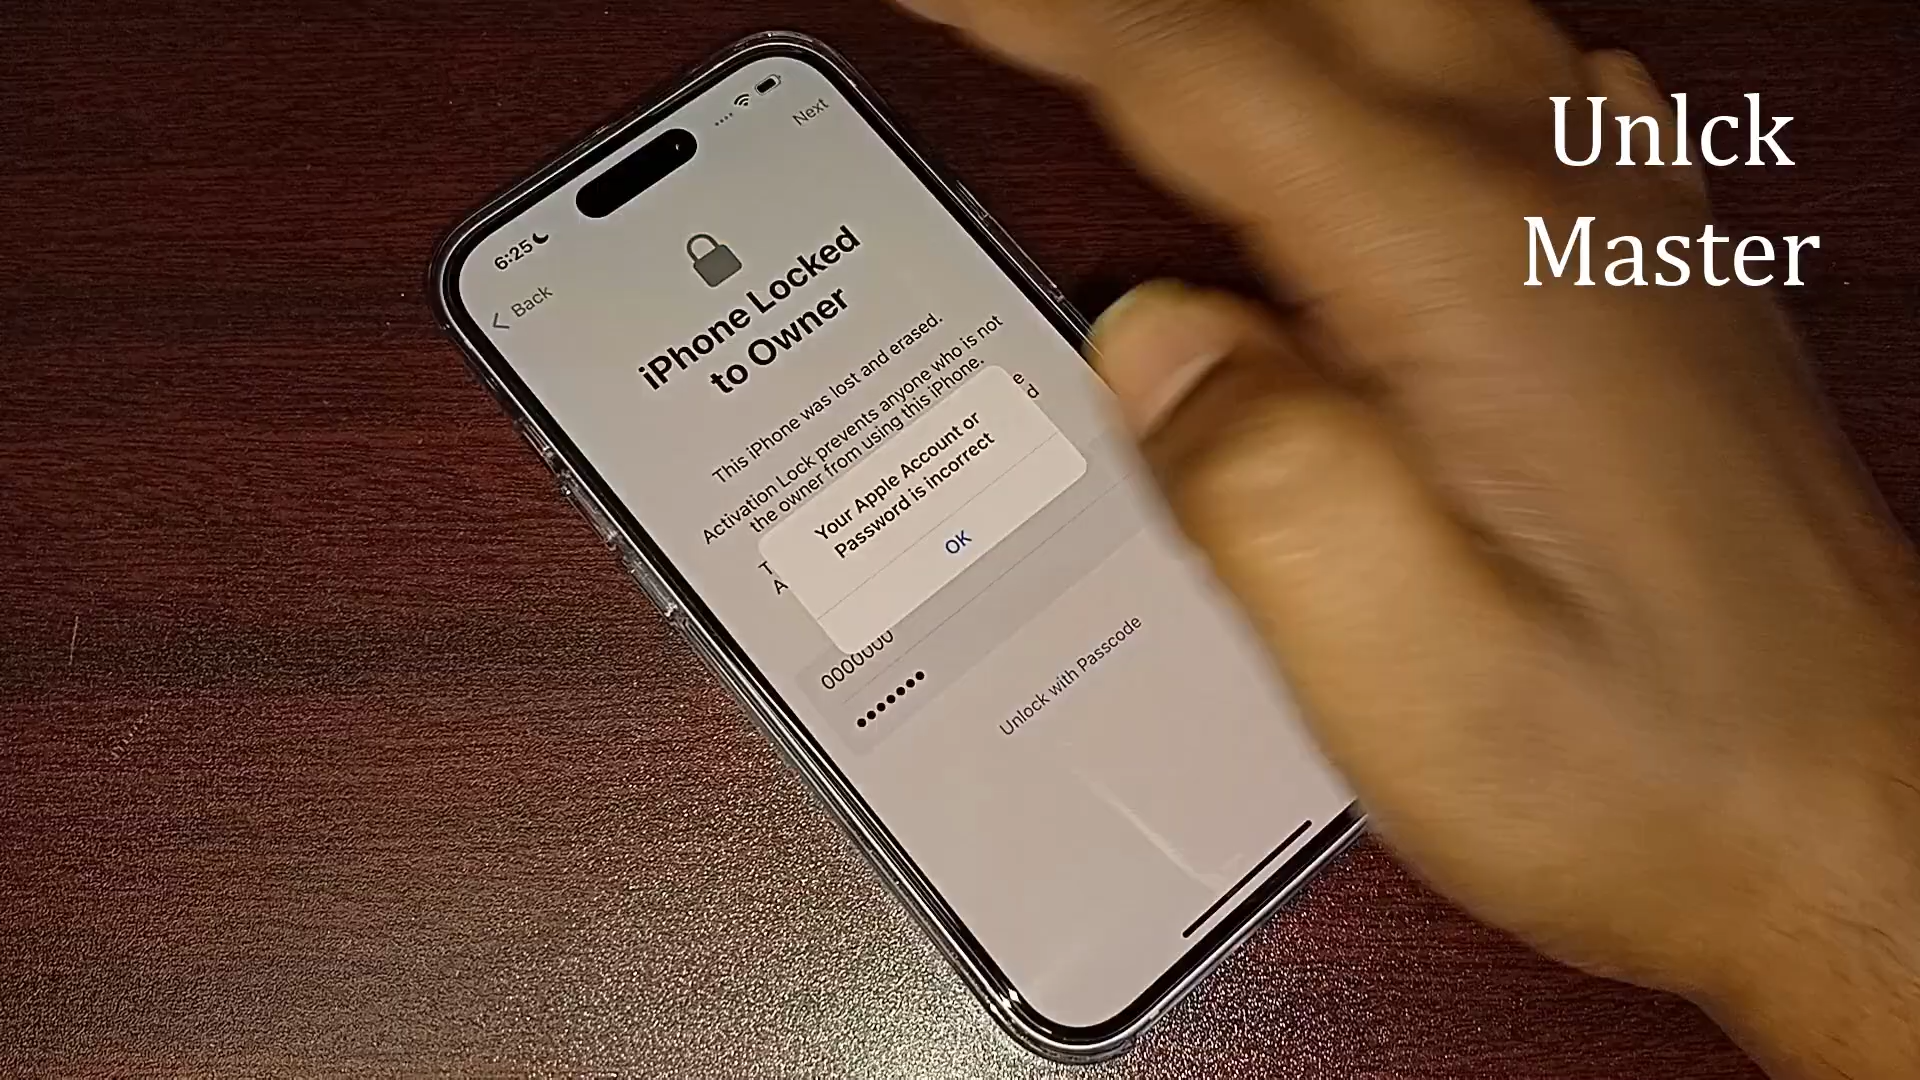 Unlck
Master
6:25
Next
Back
iPhone Locked
to Owner
This iPhone was lost and erased.
Activation Lock prevents anyone who is not
the owner from using this iPhone.
Your Apple Account or
Password is incorrect
OK
0000000
Unlock with Passcode